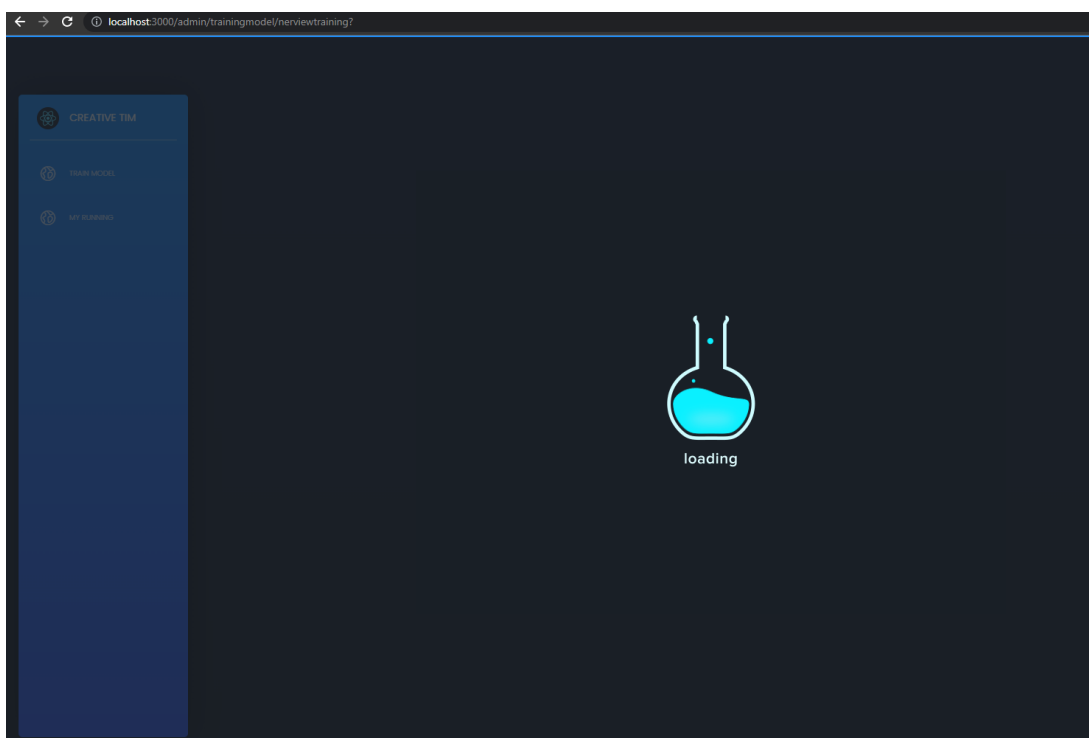 localhost:3000/admin/trainingmodel/nerviewtraining?
CREATIVE TIM
TRAIN MODEL
MY RUNNING
loading